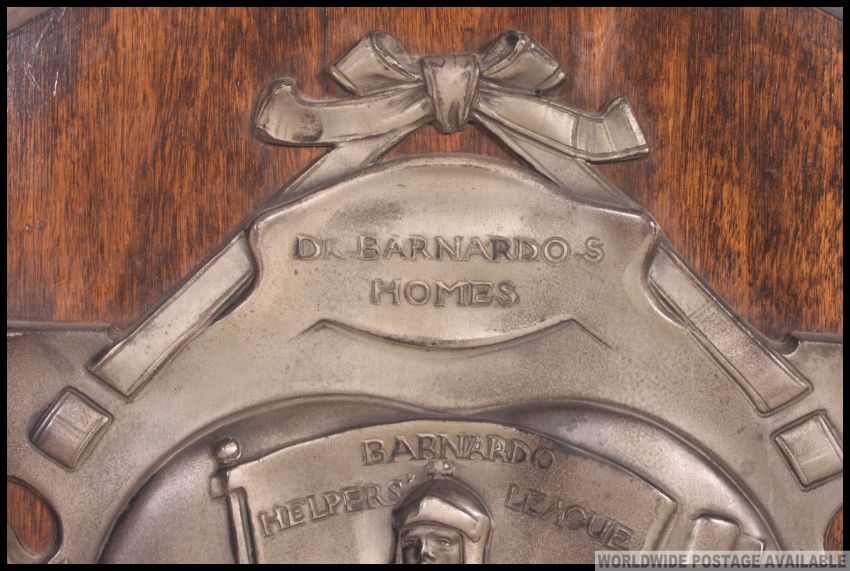 DR BARNARDO.S
HOMES
BARNARDO
HELPERS' LEAGUE
WORLDWIDE POSTAGE AVAILABLE